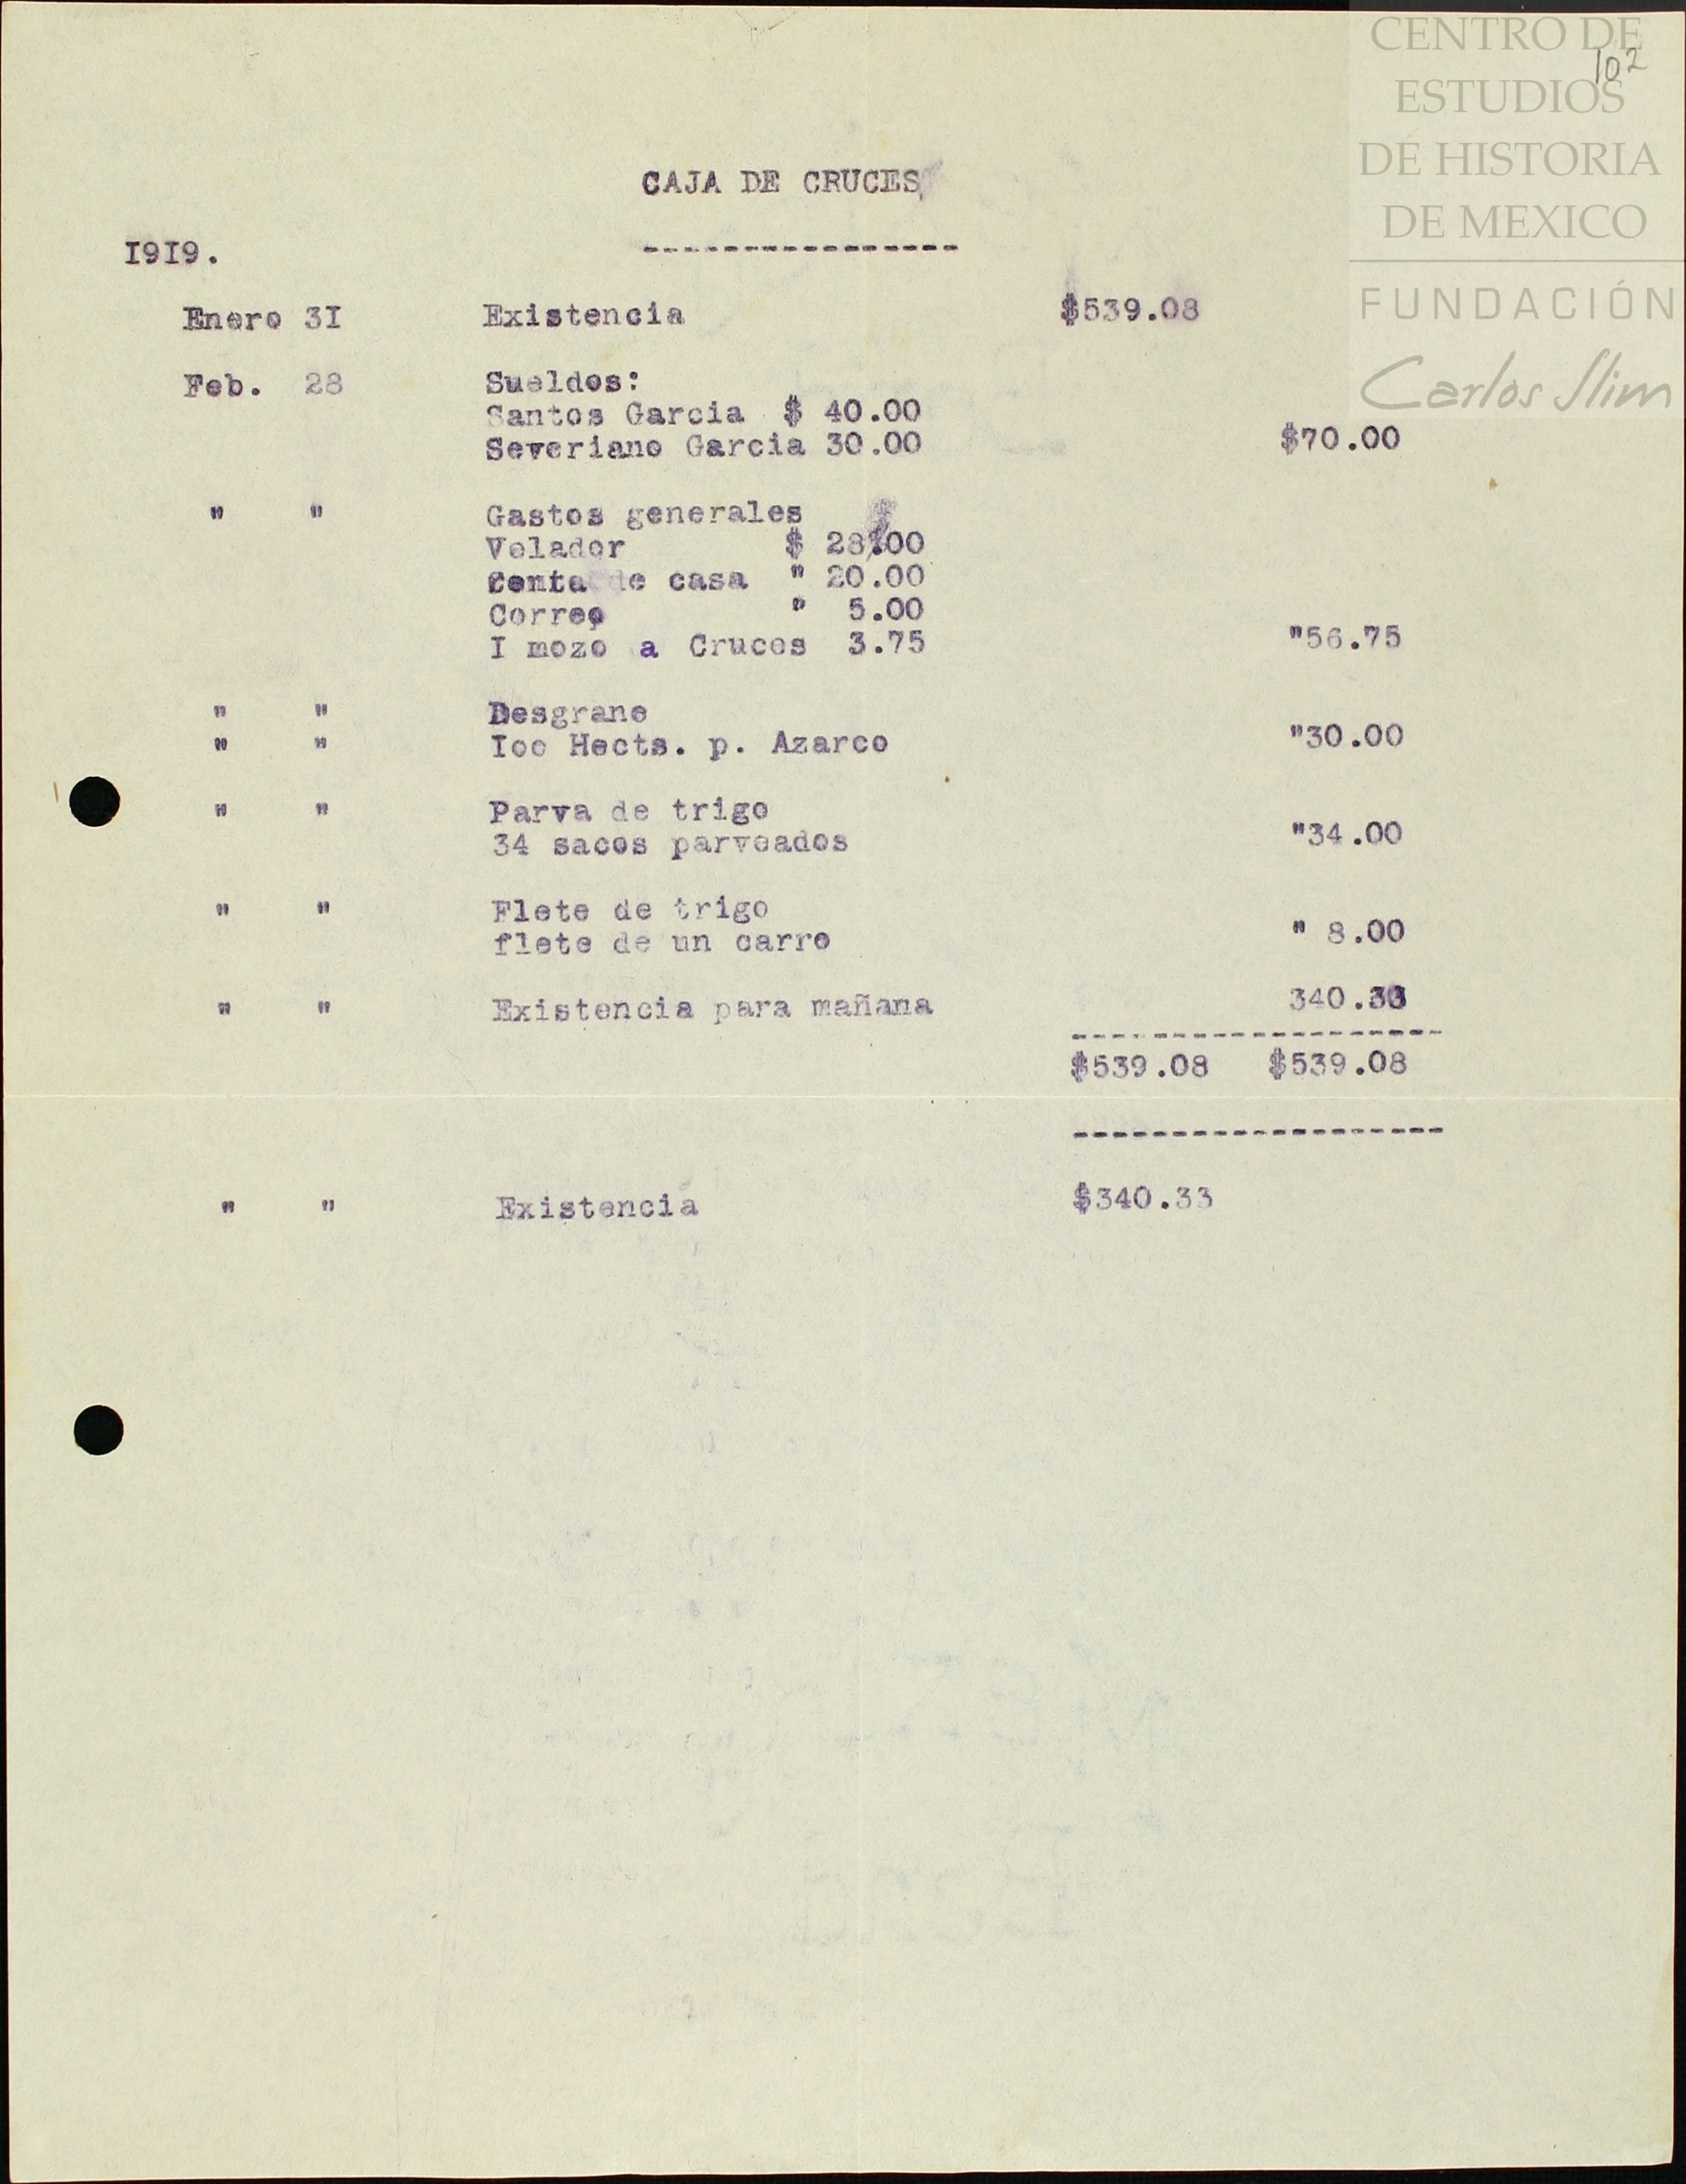 CENTRO DE
102
ESTUDIOS
DE HISTORIA
DE MEXICO
FUNDACIÓN
Carlos Slim
CAJA DE CRUCES
I9I9. -----------------
Enero 3I Existencia $539.08
Feb. 28 Sueldos:
Santos Garcia $ 40.00
Severiano Garcia 30.00 $70.00
" " Gastos generales
Velador $ 28.00
Renta de casa " 20.00
Correo " 5.00
I mozo a Cruces 3.75 "56.75
" " Desgrane
" " Ioo Hects. p. Azarco "30.00
" " Parva de trigo
34 sacos parveados "34.00
" " Flete de trigo
flete de un carro " 8.00
" " Existencia para mañana 340.33
--------------------
$539.08 $539.08
--------------------
" " Existencia $340.33